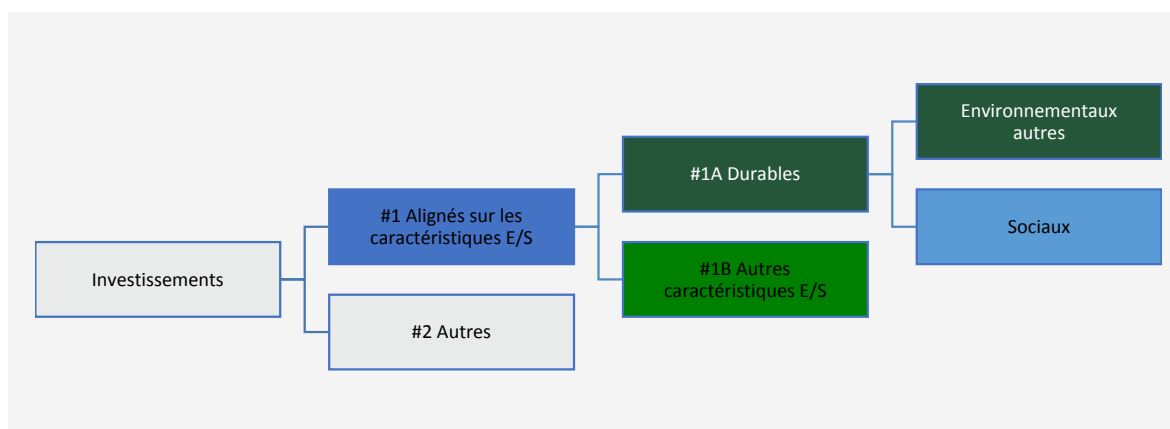 Investissements
#1 Alignés sur les
caractéristiques E/S
#2 Autres
#1A Durables
#1B Autres
caractéristiques E/S
Environnementaux
autres
Sociaux